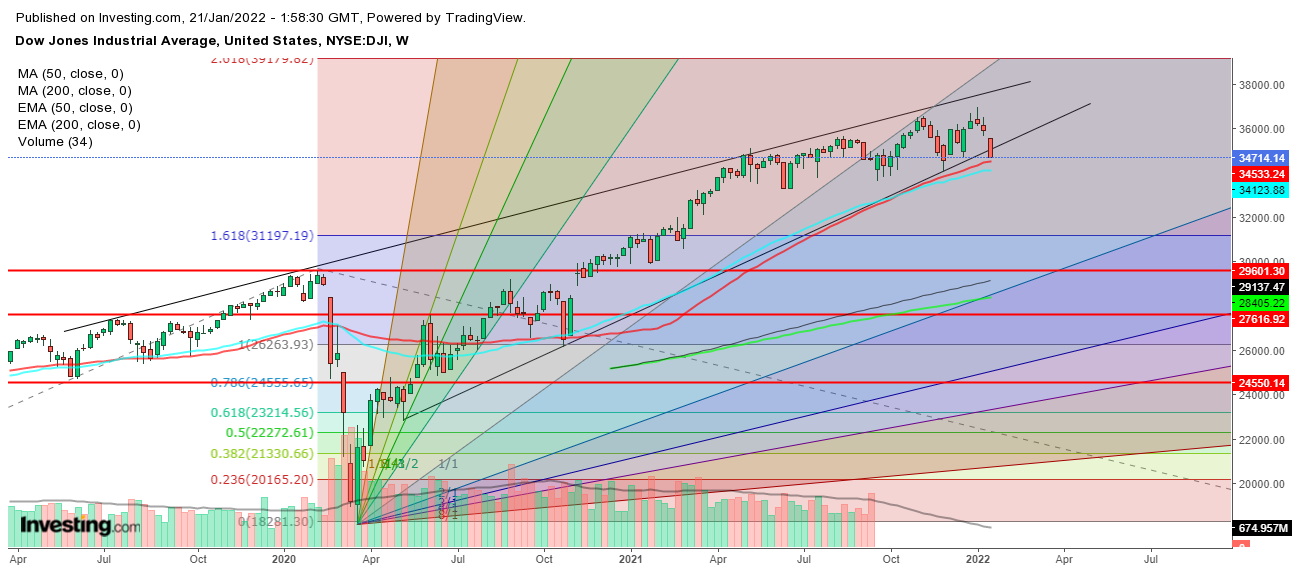 Published on Investing.com, 21/Jan/2022 - 1:58:30 GMT, Powered by TradingView.
Dow Jones Industrial Average, United States, NYSE:DJI, W
MA (50, close, 0)
MA (200, close, 0)
EMA (50, close, 0)
EMA (200, close, 0)
Volume (34)
2.618(39179.82)
1.618(31197.19)
1(26263.93)
0.786(24555.65)
0.618(23214.56)
0.5(22272.61)
0.382(21330.66)
0.236(20165.20)
0(18281.30)
3/2
1/1
2/1
Investing.com
38000.00
36000.00
34714.14
34533.24
34123.88
32000.00
30000.00
29601.30
29137.47
28405.22
27616.92
26000.00
24550.14
24000.00
22000.00
20000.00
674.957M
Apr Jul Oct 2020 Apr Jul Oct 2021 Apr Jul Oct 2022 Apr Jul